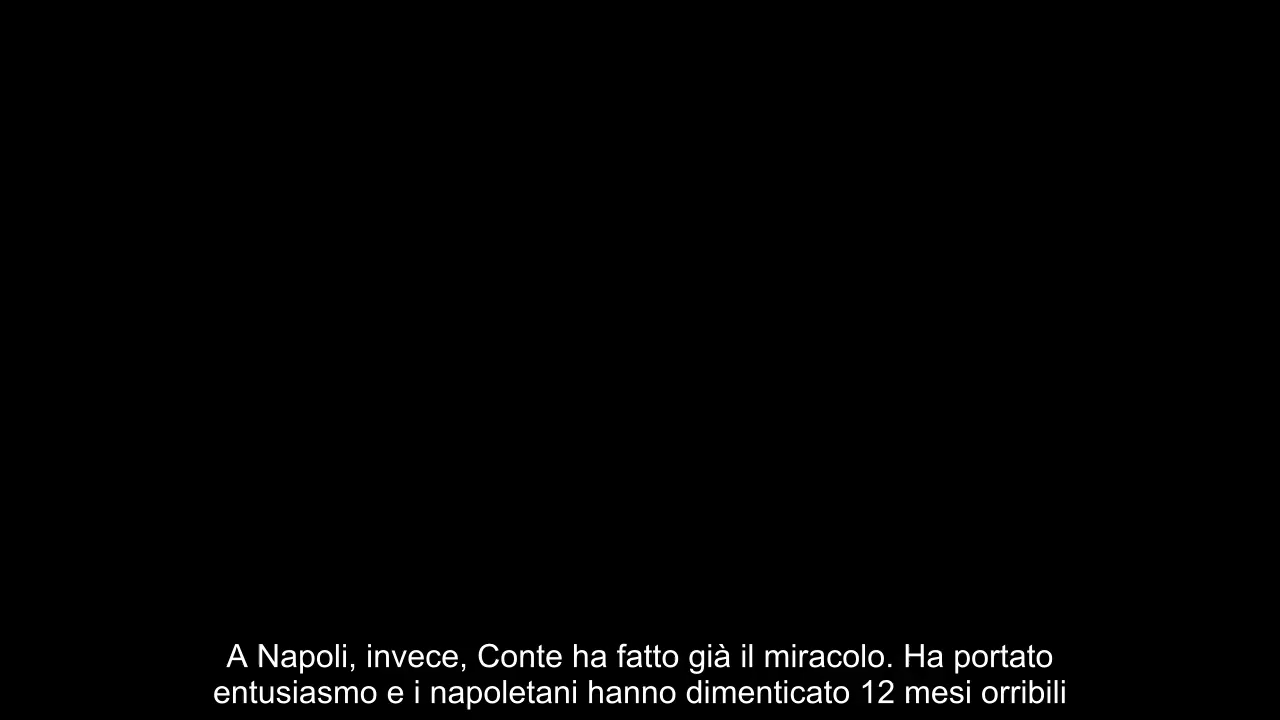 A Napoli, invece, Conte ha fatto già il miracolo. Ha portato
entusiasmo e i napoletani hanno dimenticato 12 mesi orribili